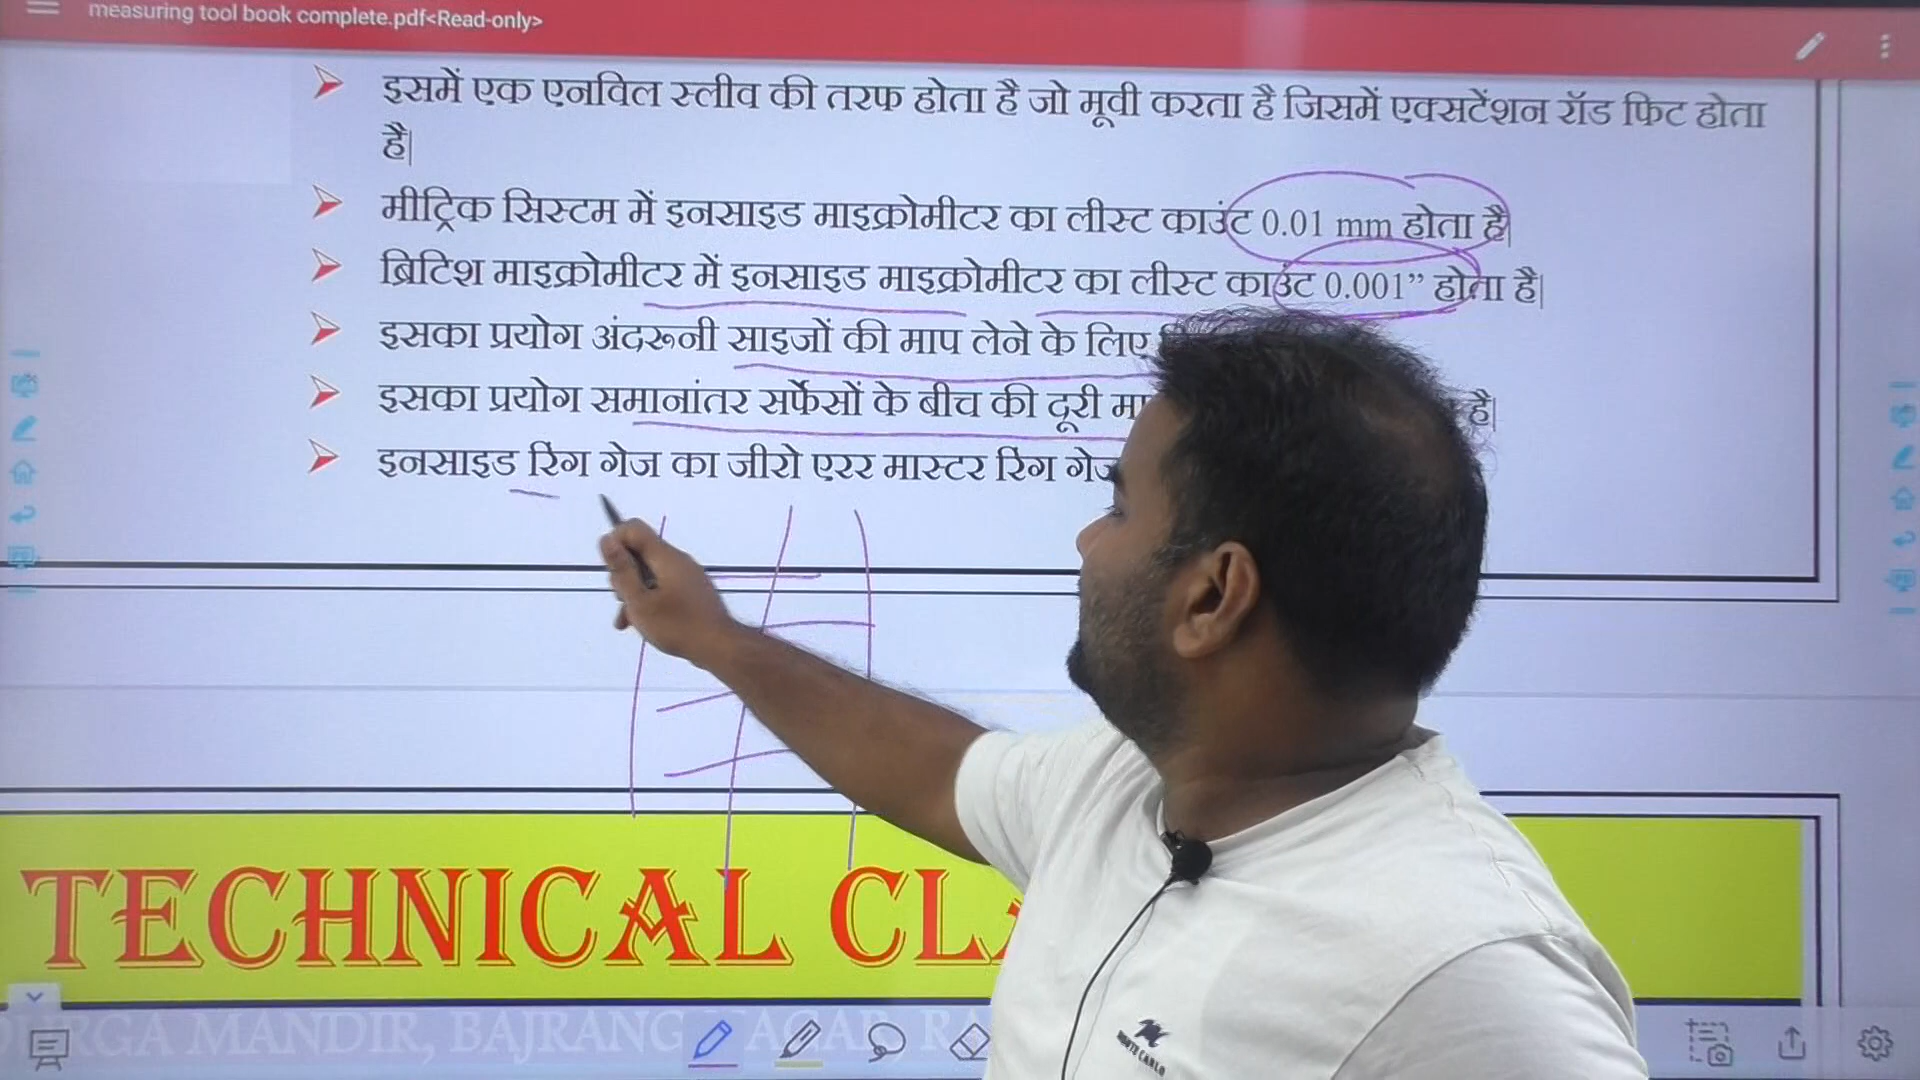 measuring tool book complete.pdf<Read-only>
इसमें एक एनविल स्लीव की तरफ होता है जो मूवी करता है जिसमें एक्सटेंशन रॉड फिट होता
है|
मीट्रिक सिस्टम में इनसाइड माइक्रोमीटर का लीस्ट काउंट 0.01 mm होता है|
ब्रिटिश माइक्रोमीटर में इनसाइड माइक्रोमीटर का लीस्ट काउंट 0.001” होता है|
इसका प्रयोग अंदरूनी साइजों की माप लेने के लिए
इसका प्रयोग समानांतर सर्फेसों के बीच की दूरी है|
इनसाइड रिंग गेज का जीरो एरर मास्टर रिंग गेज
TECHNICAL
MANDIR, BAJRANG
MONTE CARLO